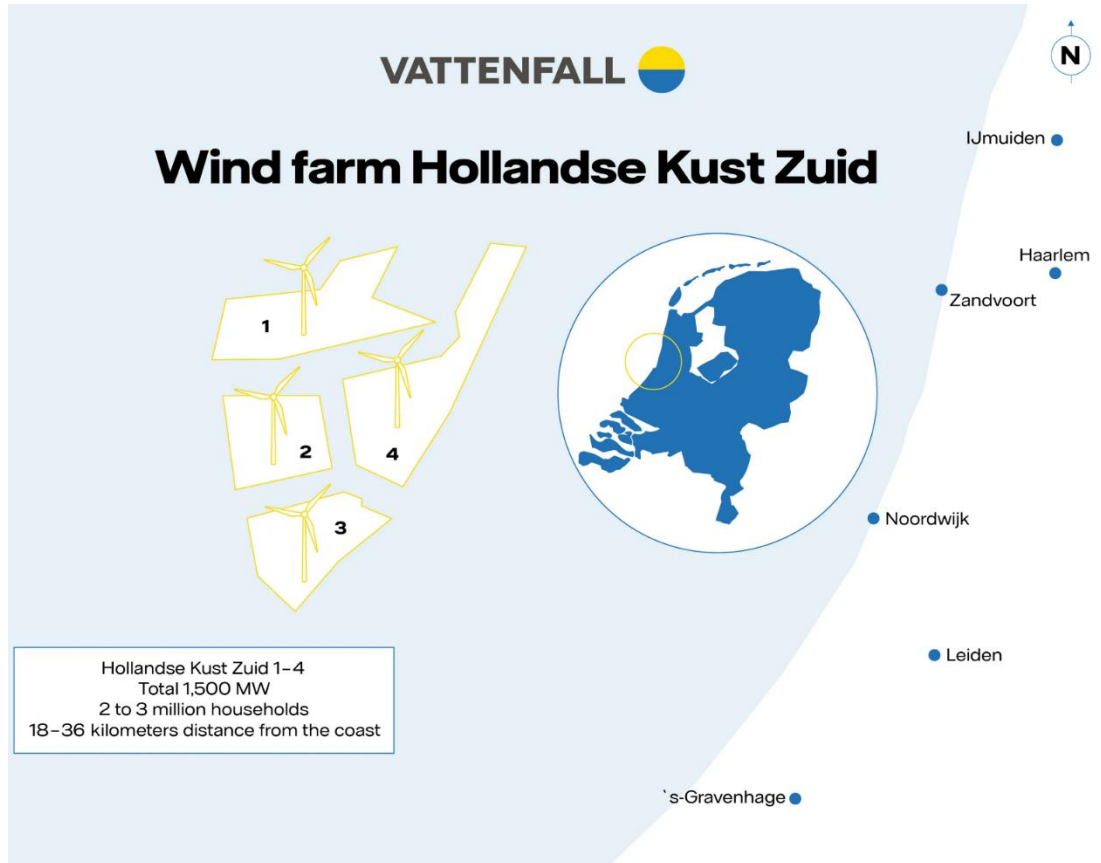 VATTENFALL
N
Wind farm Hollandse Kust Zuid
IJmuiden
Haarlem
Zandvoort
1
2
4
3
Noordwijk
Hollandse Kust Zuid 1–4
Total 1,500 MW
2 to 3 million households
18–36 kilometers distance from the coast
Leiden
`s-Gravenhage